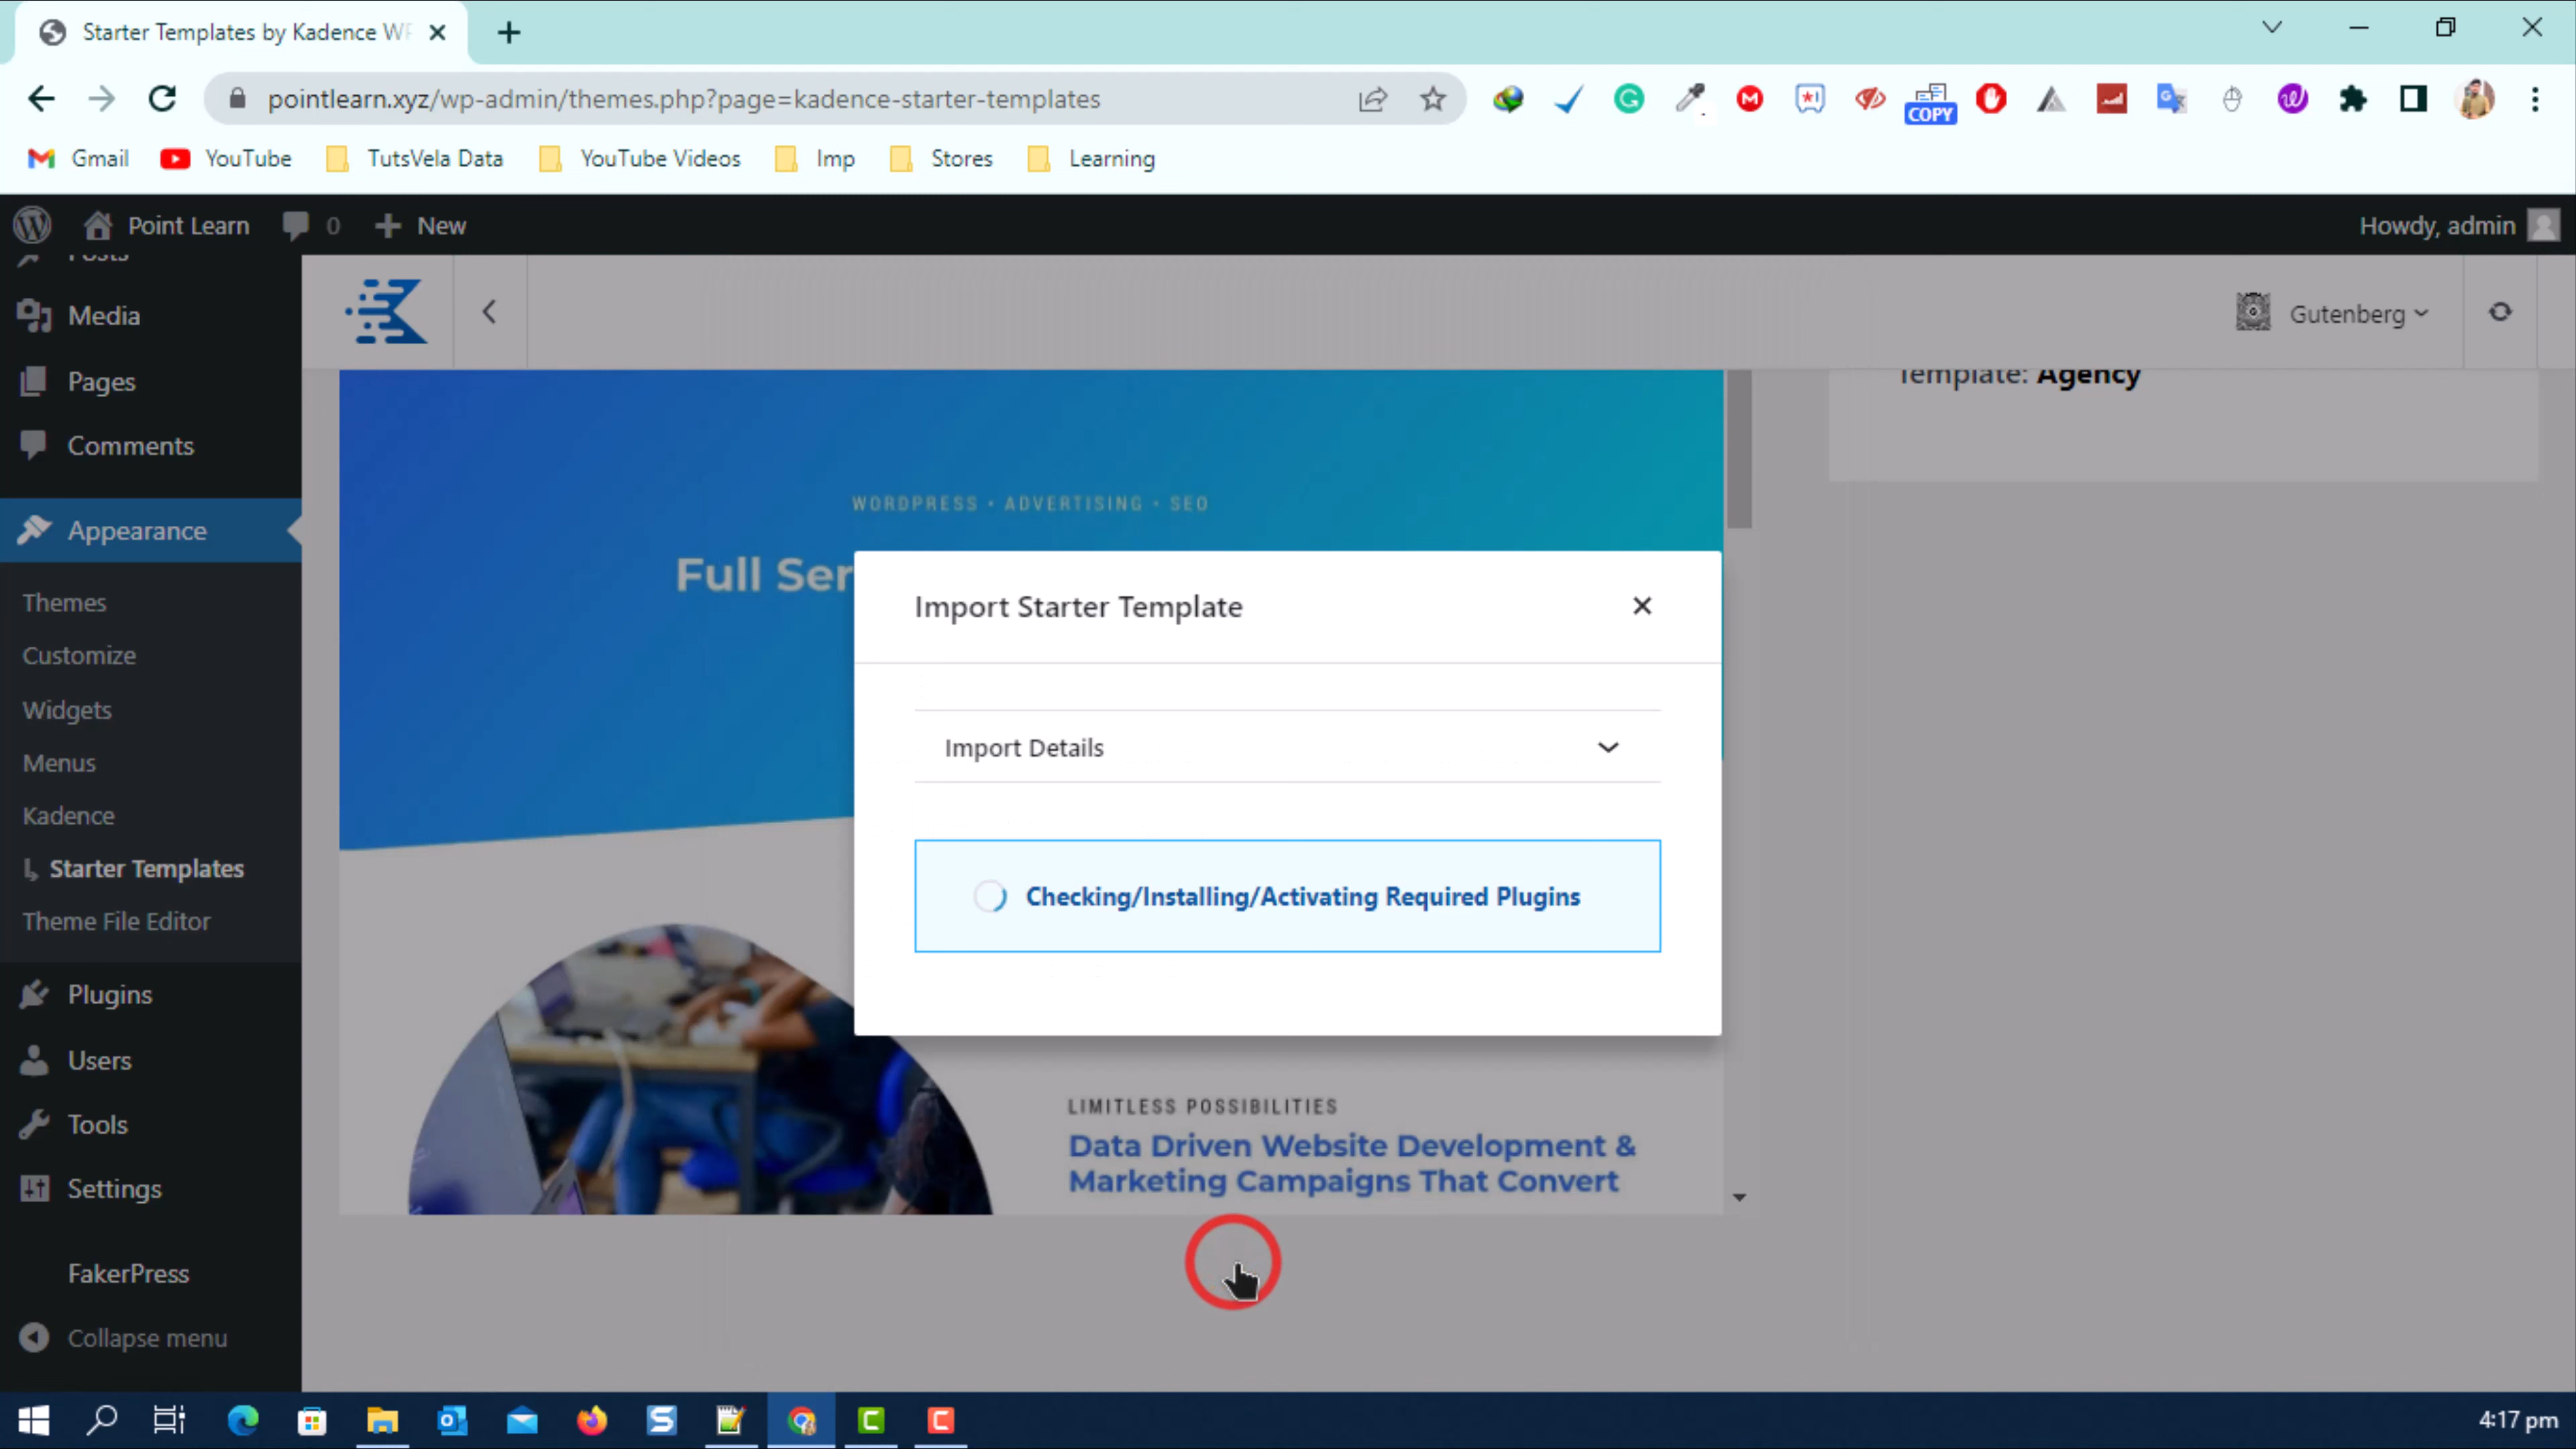 Starter Templates by Kadence WP
pointlearn.xyz/wp-admin/themes.php?page=kadence-starter-templates
COPY
Gmail
YouTube
TutsVela Data
YouTube Videos
Imp
Stores
Learning
Point Learn
0
New
Howdy, admin
Posts
Media
Pages
Comments
Appearance
Themes
Customize
Widgets
Menus
Kadence
Starter Templates
Theme File Editor
Plugins
Users
Tools
Settings
FakerPress
Collapse menu
Gutenberg
Template: Agency
WORDPRESS • ADVERTISING • SEO
Full Ser
Import Starter Template
Import Details
Checking/Installing/Activating Required Plugins
LIMITLESS POSSIBILITIES
Data Driven Website Development &
Marketing Campaigns That Convert
4:17 pm